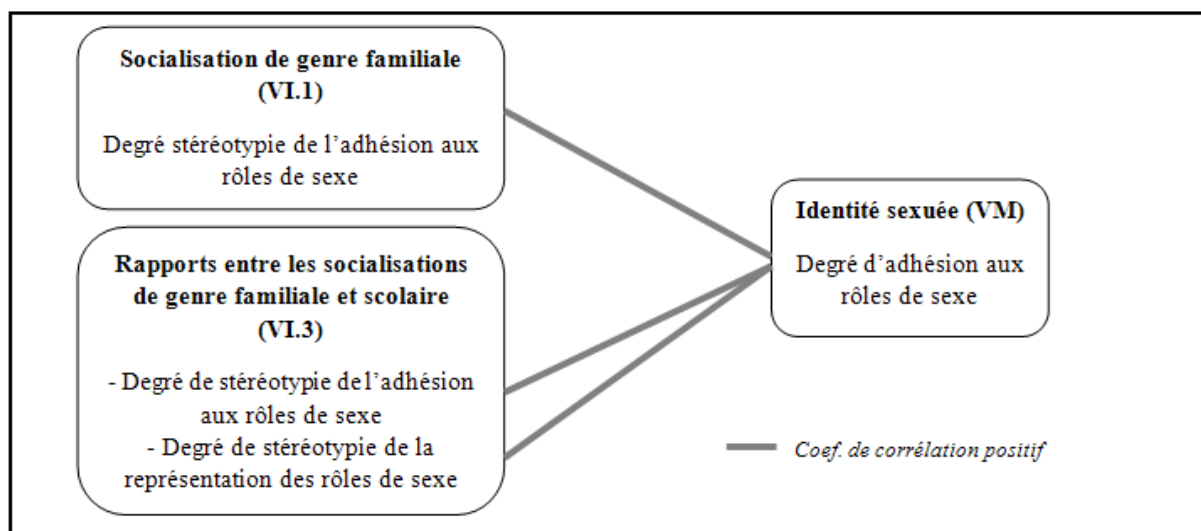 Socialisation de genre familiale
(VI.1)
Degré stéréotypie de l'adhésion aux
rôles de sexe
Rapports entre les socialisations
de genre familiale et scolaire
(VI.3)
- Degré de stéréotypie de l'adhésion
aux rôles de sexe
- Degré de stéréotypie de la
représentation des rôles de sexe
Identité sexuée (VM)
Degré d'adhésion aux
rôles de sexe
Coef. de corrélation positif